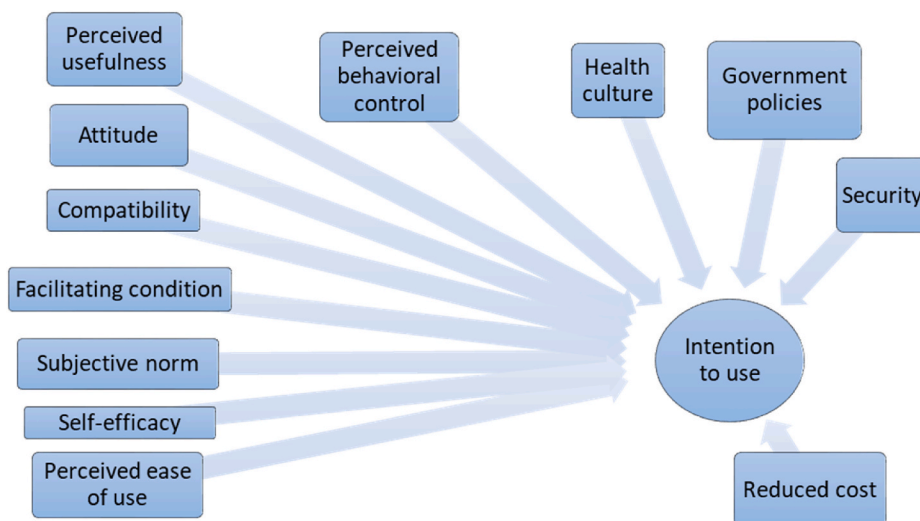 Perceived
usefulness
Perceived
behavioral
control
Health
culture
Government
policies
Attitude
Security
Compatibility
Facilitating condition
Subjective norm
Intention
to use
Self-efficacy
Perceived ease
of use
Reduced cost